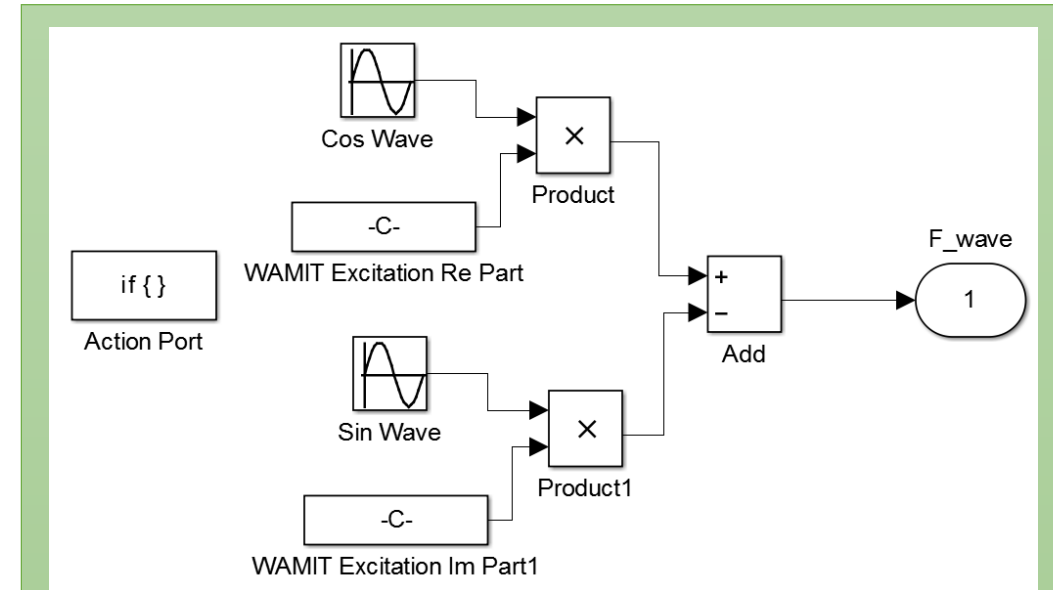 Cos Wave
×
Product
-C-
WAMIT Excitation Re Part
if { }
Action Port
+
−
Add
F_wave
1
Sin Wave
×
Product1
-C-
WAMIT Excitation Im Part1